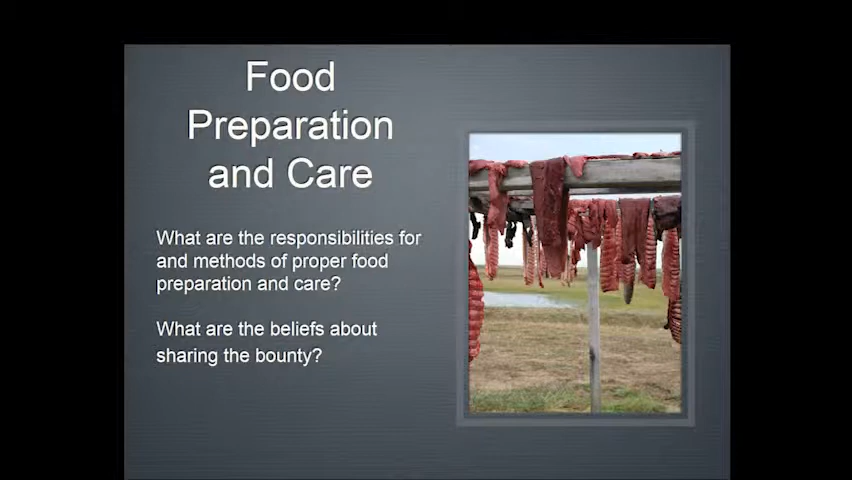 Food
Preparation
and Care
What are the responsibilities for
and methods of proper food
preparation and care?
What are the beliefs about
sharing the bounty?